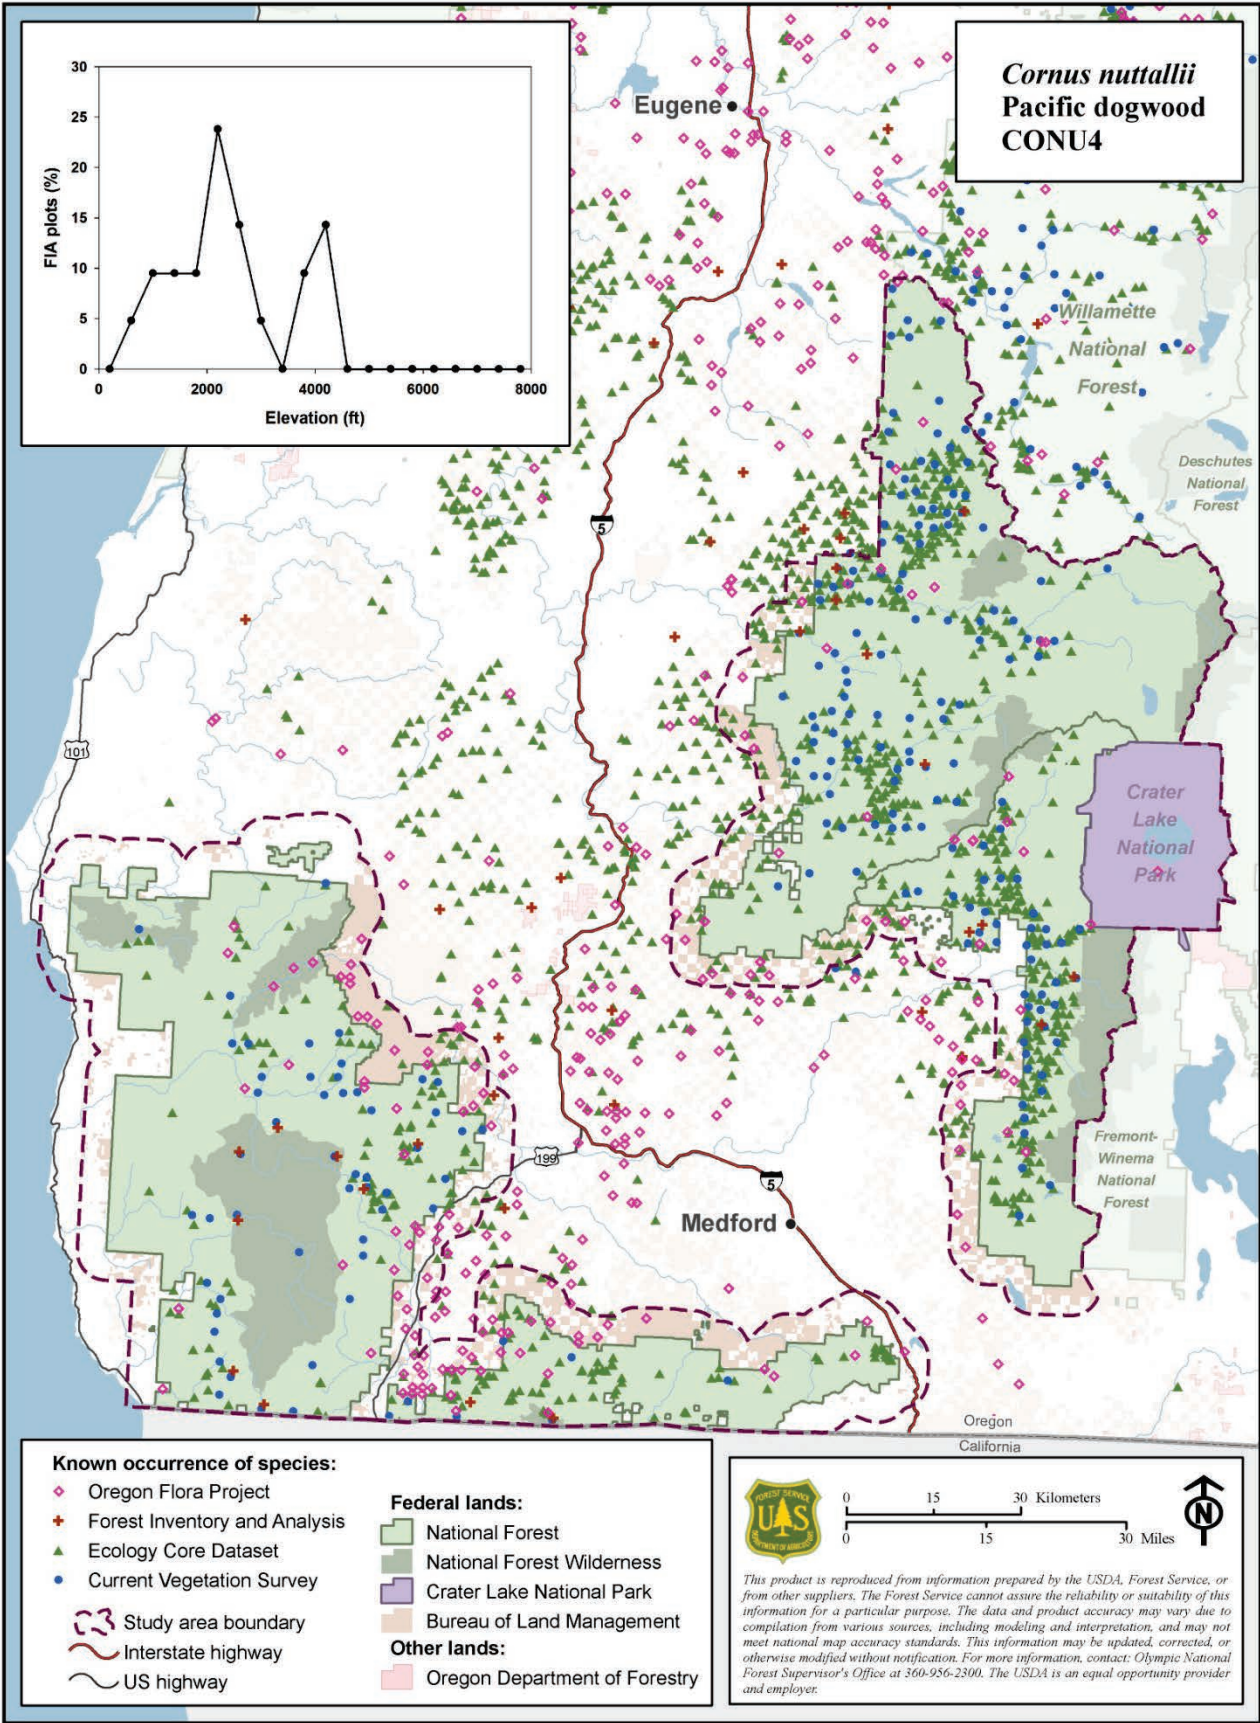 30
25
20
15
10
5
0
FIA plots (%)
0 2000 4000 6000 8000
Elevation (ft)
Cornus nuttallii
Pacific dogwood
CONU4
Eugene
Willamette
National
Forest
Deschutes
National
Forest
5
101
Crater
Lake
National
Park
199
5
Medford
Fremont-
Winema
National
Forest
Oregon
California
Known occurrence of species:
Oregon Flora Project
Forest Inventory and Analysis
Ecology Core Dataset
Current Vegetation Survey
Study area boundary
Interstate highway
US highway
Federal lands:
National Forest
National Forest Wilderness
Crater Lake National Park
Bureau of Land Management
Other lands:
Oregon Department of Forestry
FOREST SERVICE
US
DEPARTMENT OF AGRICULTURE
0 15 30 Kilometers
0 15 30 Miles
N
This product is reproduced from information prepared by the USDA, Forest Service, or
from other suppliers. The Forest Service cannot assure the reliability or suitability of this
information for a particular purpose. The data and product accuracy may vary due to
compilation from various sources, including modeling and interpretation, and may not
meet national map accuracy standards. This information may be updated, corrected, or
otherwise modified without notification. For more information, contact: Olympic National
Forest Supervisor's Office at 360-956-2300. The USDA is an equal opportunity provider
and employer.